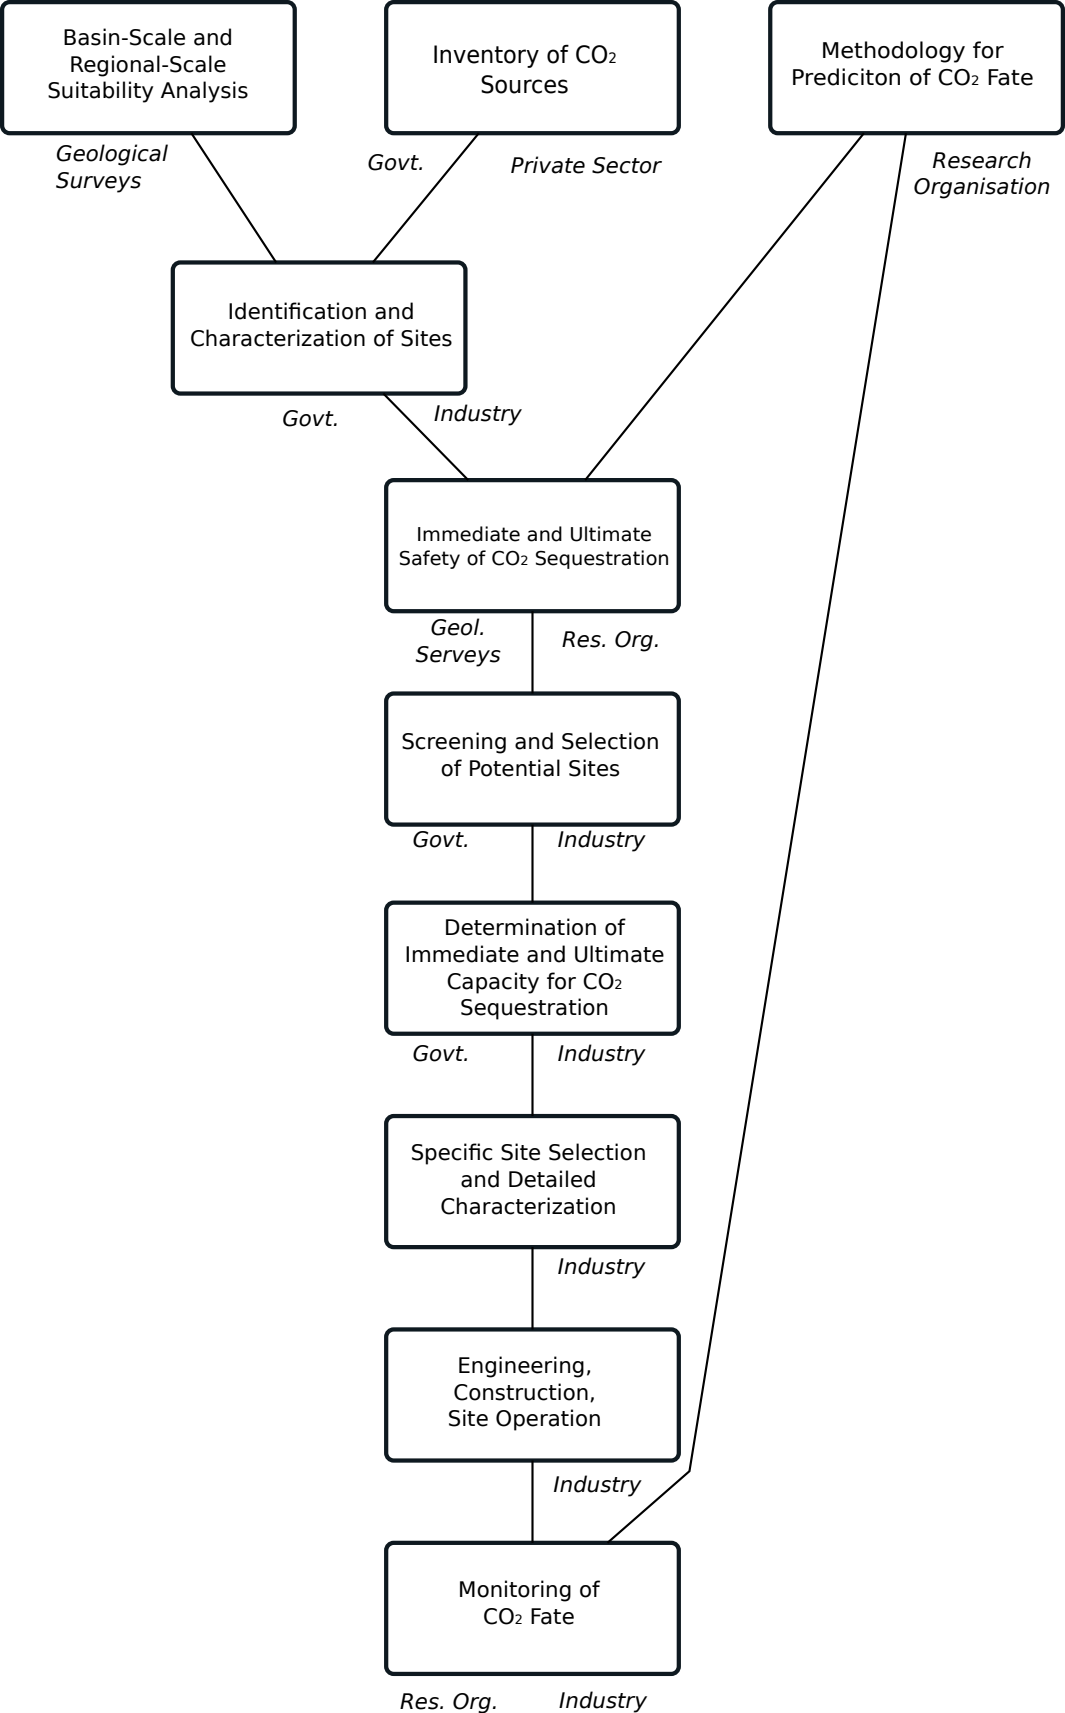 Basin-Scale and
Regional-Scale
Suitability Analysis
Inventory of CO₂
Sources
Methodology for
Prediciton of CO₂ Fate
Geological
Surveys
Govt.
Private Sector
Research
Organisation
Identification and
Characterization of Sites
Govt.
Industry
Immediate and Ultimate
Safety of CO₂ Sequestration
Geol.
Serveys
Res. Org.
Screening and Selection
of Potential Sites
Govt.
Industry
Determination of
Immediate and Ultimate
Capacity for CO₂
Sequestration
Govt.
Industry
Specific Site Selection
and Detailed
Characterization
Industry
Engineering,
Construction,
Site Operation
Industry
Monitoring of
CO₂ Fate
Res. Org.
Industry